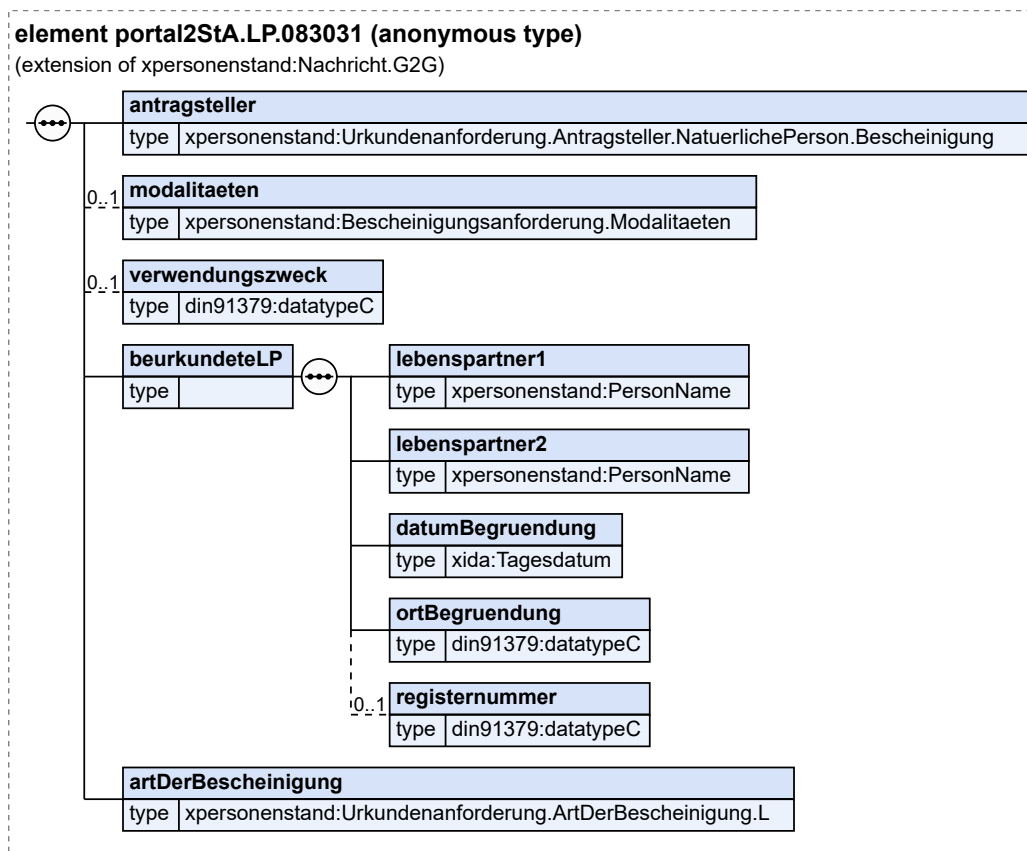 element portal2StA.LP.083031 (anonymous type)
(extension of xpersonenstand:Nachricht.G2G)
antragsteller
type xpersonenstand:Urkundenanforderung.Antragsteller.NatuerlichePerson.Bescheinigung
0..1 modalitaeten
type xpersonenstand:Bescheinigungsanforderung.Modalitaeten
0..1 verwendungszweck
type din91379:datatypeC
beurkundeteLP
type
lebenspartner1
type xpersonenstand:PersonName
lebenspartner2
type xpersonenstand:PersonName
datumBegruendung
type xida:Tagesdatum
ortBegruendung
type din91379:datatypeC
0..1 registernummer
type din91379:datatypeC
artDerBescheinigung
type xpersonenstand:Urkundenanforderung.ArtDerBescheinigung.L